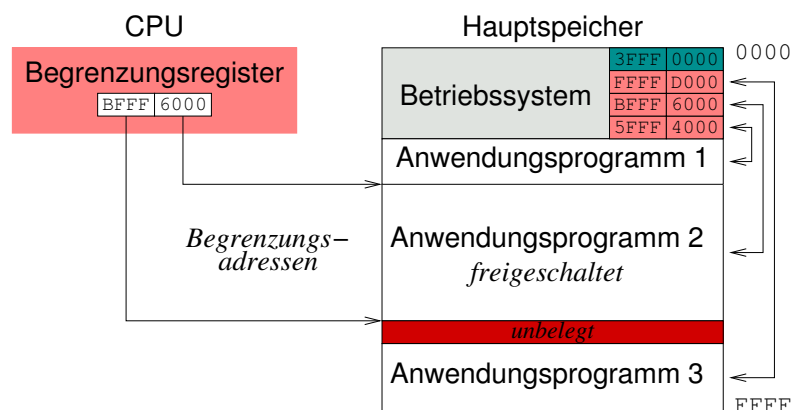 CPU
Hauptspeicher
0000
Begrenzungsregister
BFFF 6000
Betriebssystem
3FFF 0000
FFFF D000
BFFF 6000
5FFF 4000
Anwendungsprogramm 1
Begrenzungs-
adressen
Anwendungsprogramm 2
freigeschaltet
unbelegt
Anwendungsprogramm 3
FFFF